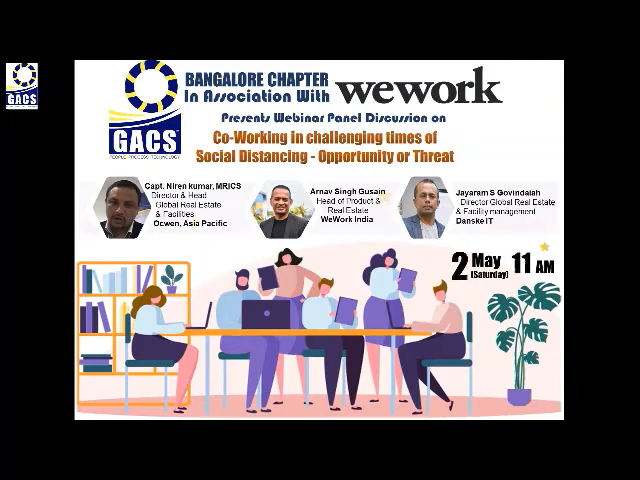 GACS
BANGALORE CHAPTER
In Association With
wework
GACS
PEOPLE PROCESS TECHNOLOGY
Presents Webinar Panel Discussion on
Co-Working in challenging times of
Social Distancing - Opportunity or Threat
Capt. Niren kumar, MRICS
Director & Head
Global Real Estate
& Facilities
Ocwen, Asia Pacific
Arnav Singh Gusain
Head of Product &
Real Estate
WeWork India
Jayaram S Govindaiah
Director Global Real Estate
& Facility management
Danske IT
2 May
(Saturday)
11 AM